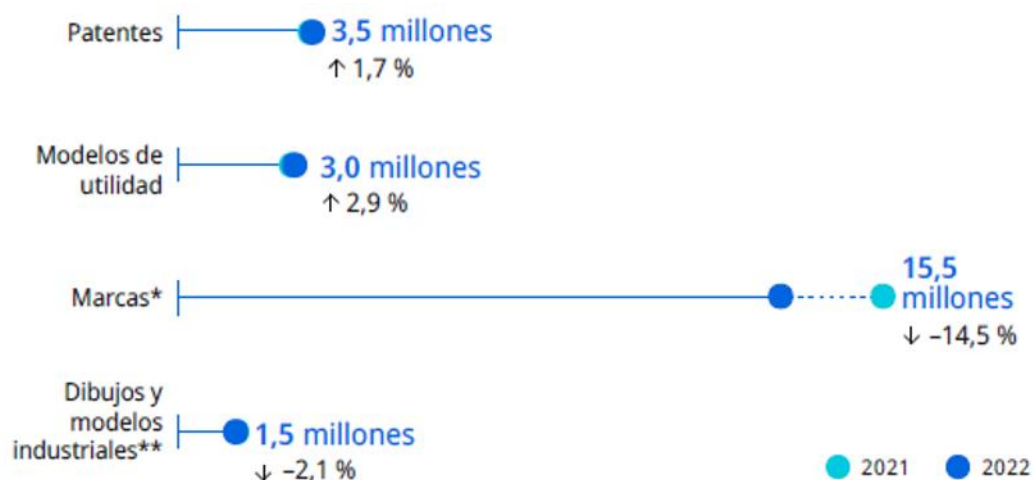 Patentes
3,5 millones
↑ 1,7 %
Modelos de
utilidad
3,0 millones
↑ 2,9 %
Marcas*
15,5
millones
↓ –14,5 %
Dibujos y
modelos
industriales**
1,5 millones
↓ –2,1 %
2021
2022